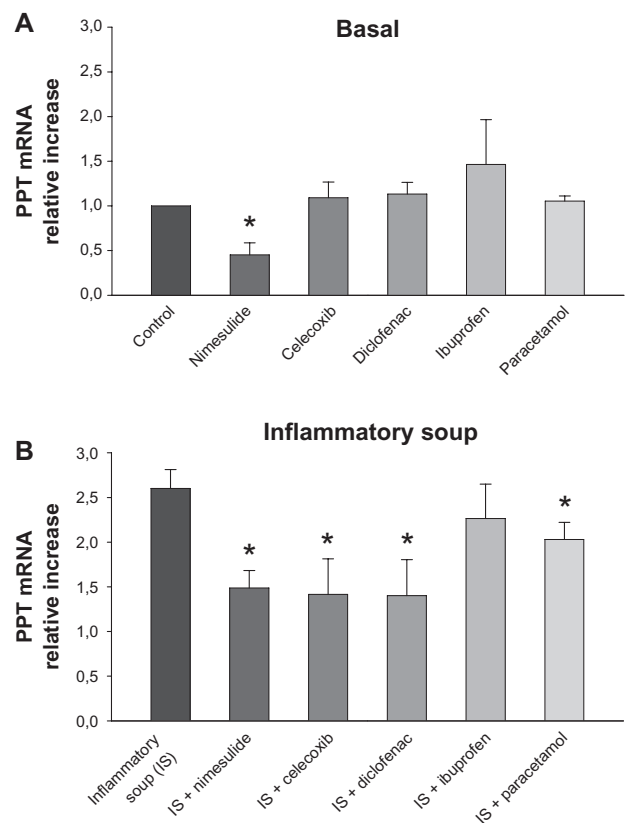 A
Basal
PPT mRNA
relative increase
3,0
2,5
2,0
1,5
1,0
0,5
0,0
*
Control
Nimesulide
Celecoxib
Diclofenac
Ibuprofen
Paracetamol
B
Inflammatory soup
PPT mRNA
relative increase
3,0
2,5
2,0
1,5
1,0
0,5
0,0
*
*
*
*
Inflammatory
soup (IS)
IS + nimesulide
IS + celecoxib
IS + diclofenac
IS + ibuprofen
IS + paracetamol